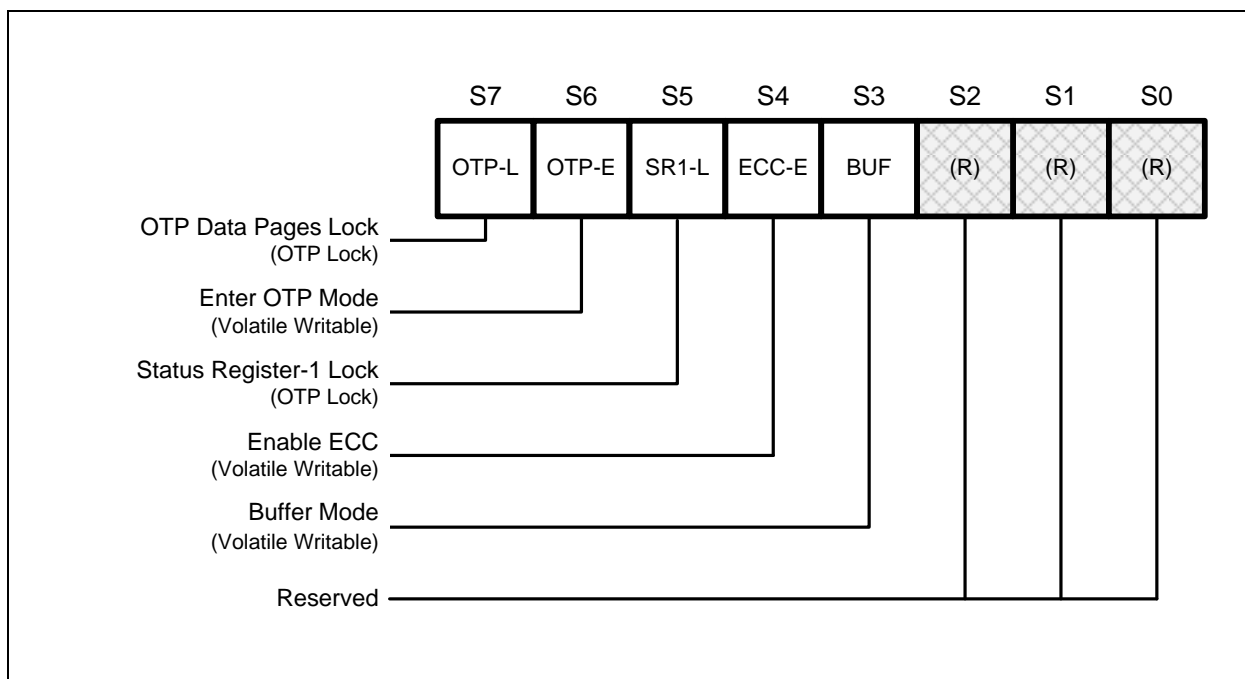 S7 S6 S5 S4 S3 S2 S1 S0
OTP-L OTP-E SR1-L ECC-E BUF (R) (R) (R)
OTP Data Pages Lock
(OTP Lock)
Enter OTP Mode
(Volatile Writable)
Status Register-1 Lock
(OTP Lock)
Enable ECC
(Volatile Writable)
Buffer Mode
(Volatile Writable)
Reserved